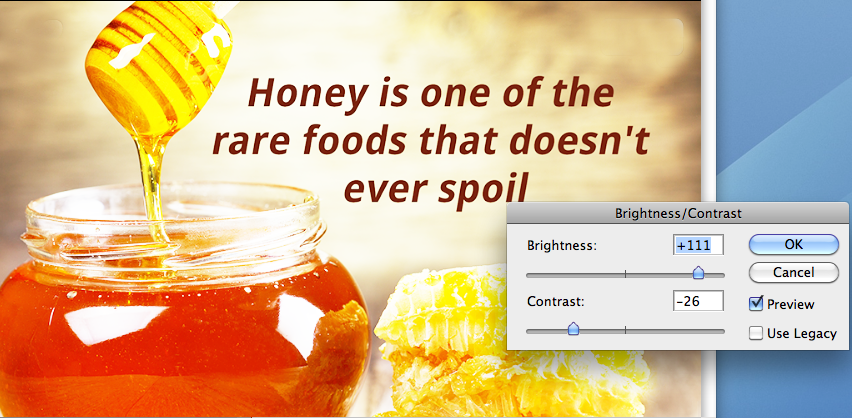 Honey is one of the
rare foods that doesn't
ever spoil
Brightness/Contrast
Brightness:
+111
OK
Cancel
Contrast:
-26
Preview
Use Legacy